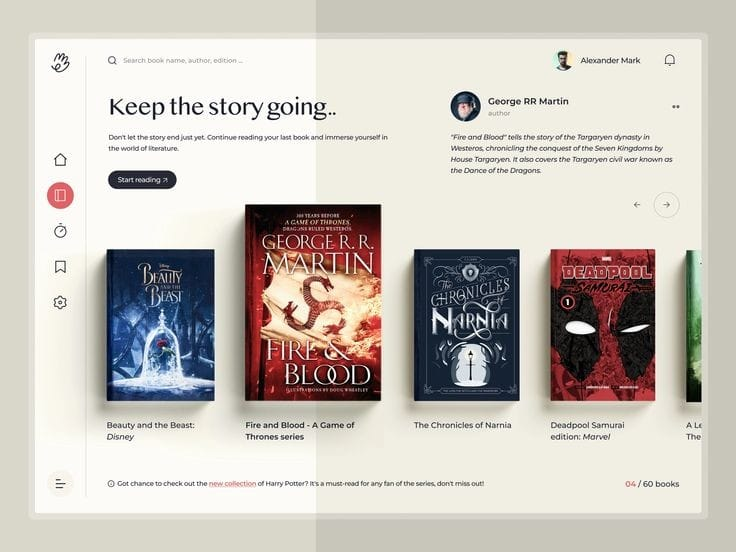 Search book name, author, edition ...
Alexander Mark
Keep the story going..
Don't let the story end just yet. Continue reading your last book and immerse yourself in
the world of literature.
Start reading
George RR Martin
author
"Fire and Blood" tells the story of the Targaryen dynasty in
Westeros, chronicling the conquest of the Seven Kingdoms by
House Targaryen. It also covers the Targaryen civil war known as
the Dance of the Dragons.
Disney
BEAUTY
AND THE
BEAST
300 YEARS BEFORE
A GAME OF THRONES,
DRAGONS RULED WESTEROS.
GEORGE R. R.
MARTIN
FIRE &
BLOOD
ILLUSTRATIONS BY DOUG WHEATLEY
The
CHRONICLES
of
NARNIA
MARVEL
DEADPOOL
SAMURAI
1
Beauty and the Beast:
Disney
Fire and Blood - A Game of
Thrones series
The Chronicles of Narnia
Deadpool Samurai
edition: Marvel
A Le
The
Got chance to check out the new collection of Harry Potter? It's a must-read for any fan of the series, don't miss out!
04 / 60 books